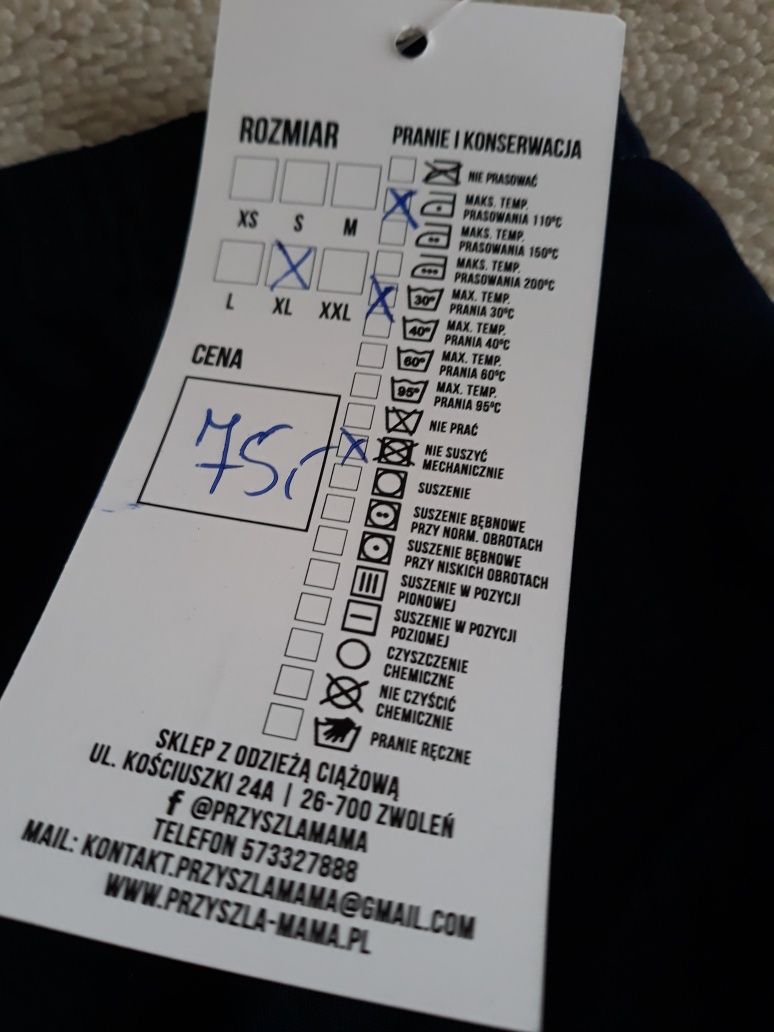 ROZMIAR
XS S M
L XL XXL
CENA
75,-
PRANIE I KONSERWACJA
NIE PRASOWAĆ
MAKS. TEMP.
PRASOWANIA 110°C
MAKS. TEMP.
PRASOWANIA 150°C
MAKS. TEMP.
PRASOWANIA 200°C
30° MAX. TEMP.
PRANIA 30°C
40° MAX. TEMP.
PRANIA 40°C
60° MAX. TEMP.
PRANIA 60°C
95° MAX. TEMP.
PRANIA 95°C
NIE PRAĆ
NIE SUSZYĆ
MECHANICZNIE
SUSZENIE
SUSZENIE BĘBNOWE
PRZY NORM. OBROTACH
SUSZENIE BĘBNOWE
PRZY NISKICH OBROTACH
SUSZENIE W POZYCJI
PIONOWEJ
SUSZENIE W POZYCJI
POZIOMEJ
CZYSZCZENIE
CHEMICZNE
NIE CZYŚCIĆ
CHEMICZNIE
PRANIE RĘCZNE
SKLEP Z ODZIEŻĄ CIĄŻOWĄ
UL. KOŚCIUSZKI 24A | 26-700 ZWOLEŃ
f @PRZYSZLAMAMA
TELEFON 573327888
MAIL: KONTAKT.PRZYSZLAMAMA@GMAIL.COM
WWW.PRZYSZLA-MAMA.PL